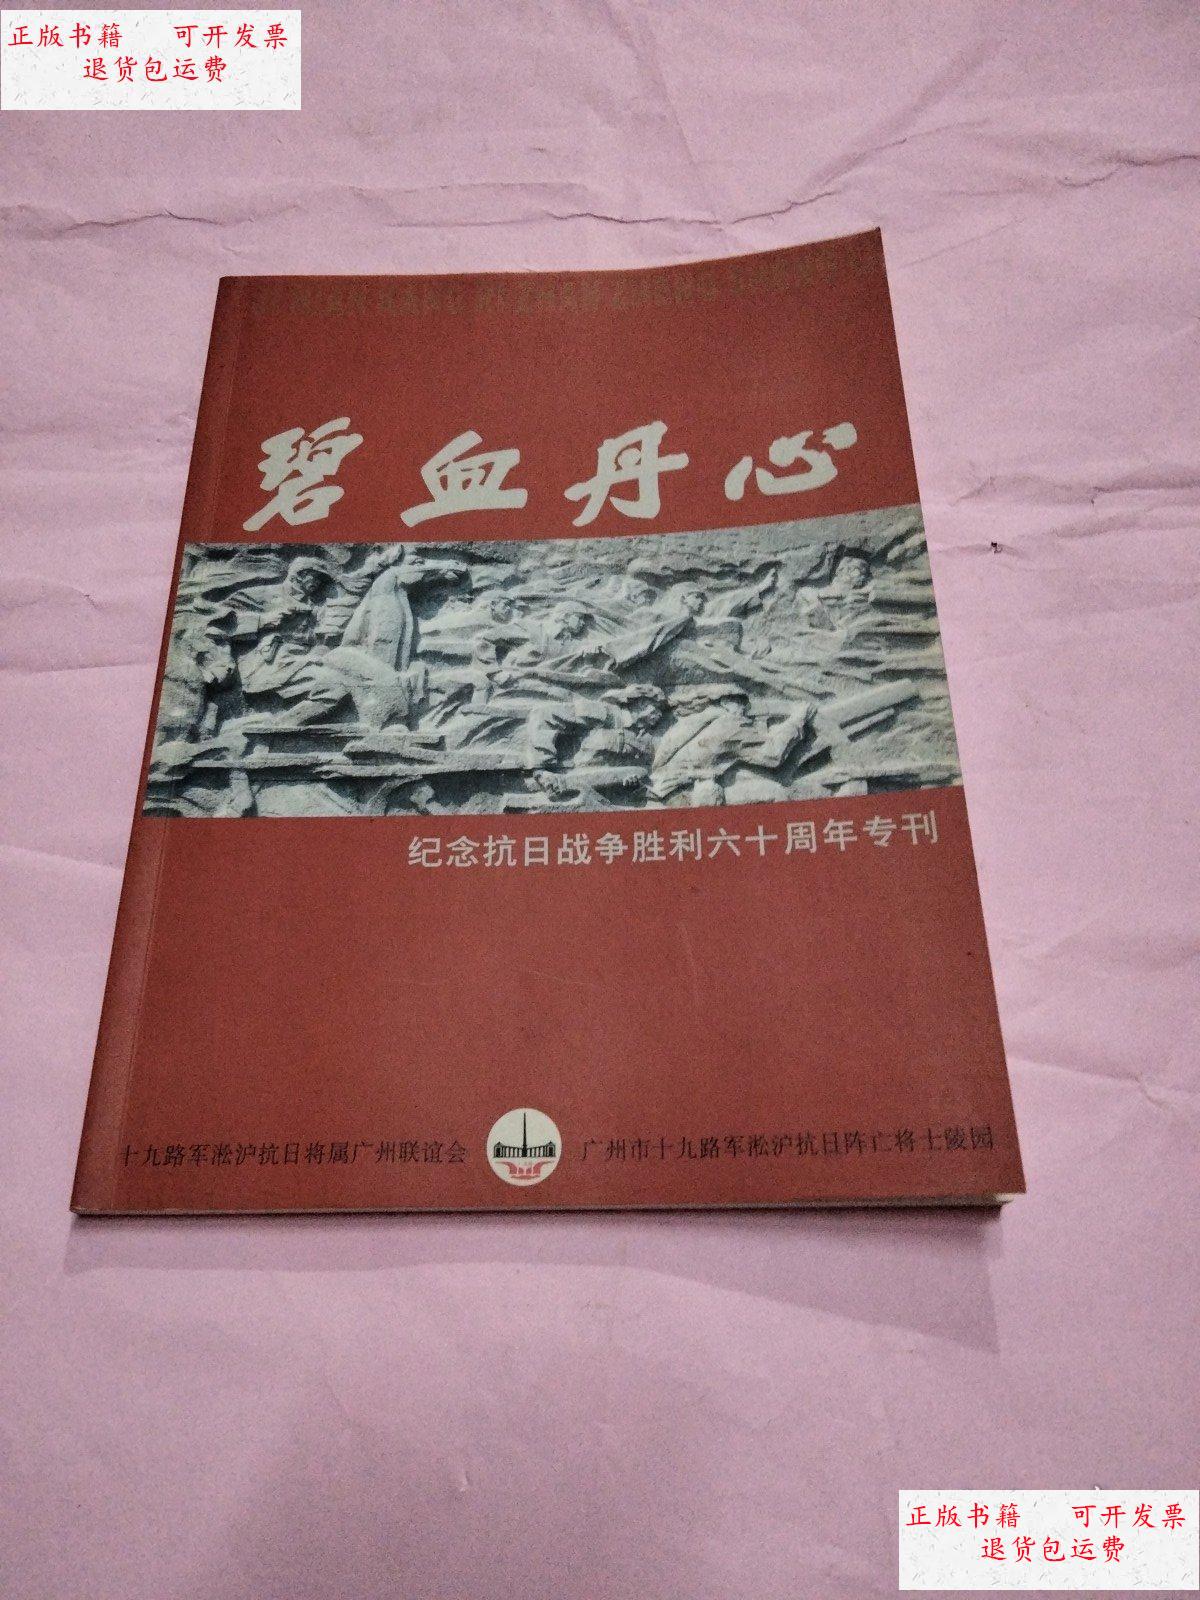 正版书籍 可开发票
退货包运费
碧血丹心
纪念抗日战争胜利六十周年专刊
十九路军淞沪抗日将属广州联谊会
广州市十九路军淞沪抗日阵亡将士陵园
正版书籍 可开发票
退货包运费